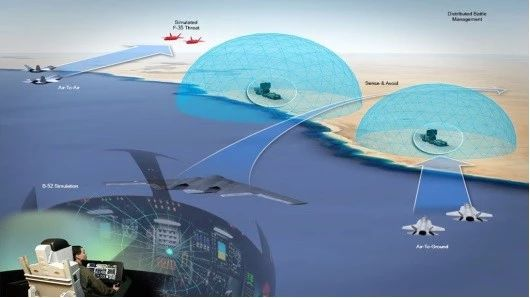 Simulated
F-35 Threat
Distributed Battle
Management
Air-To-Air
Sense & Avoid
B-52 Simulation
Air-To-Ground